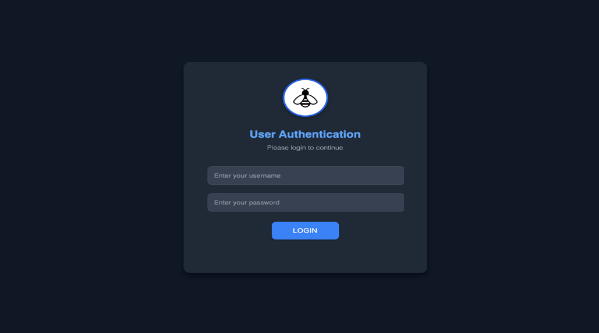 User Authentication
Please login to continue
Enter your username
Enter your password
LOGIN